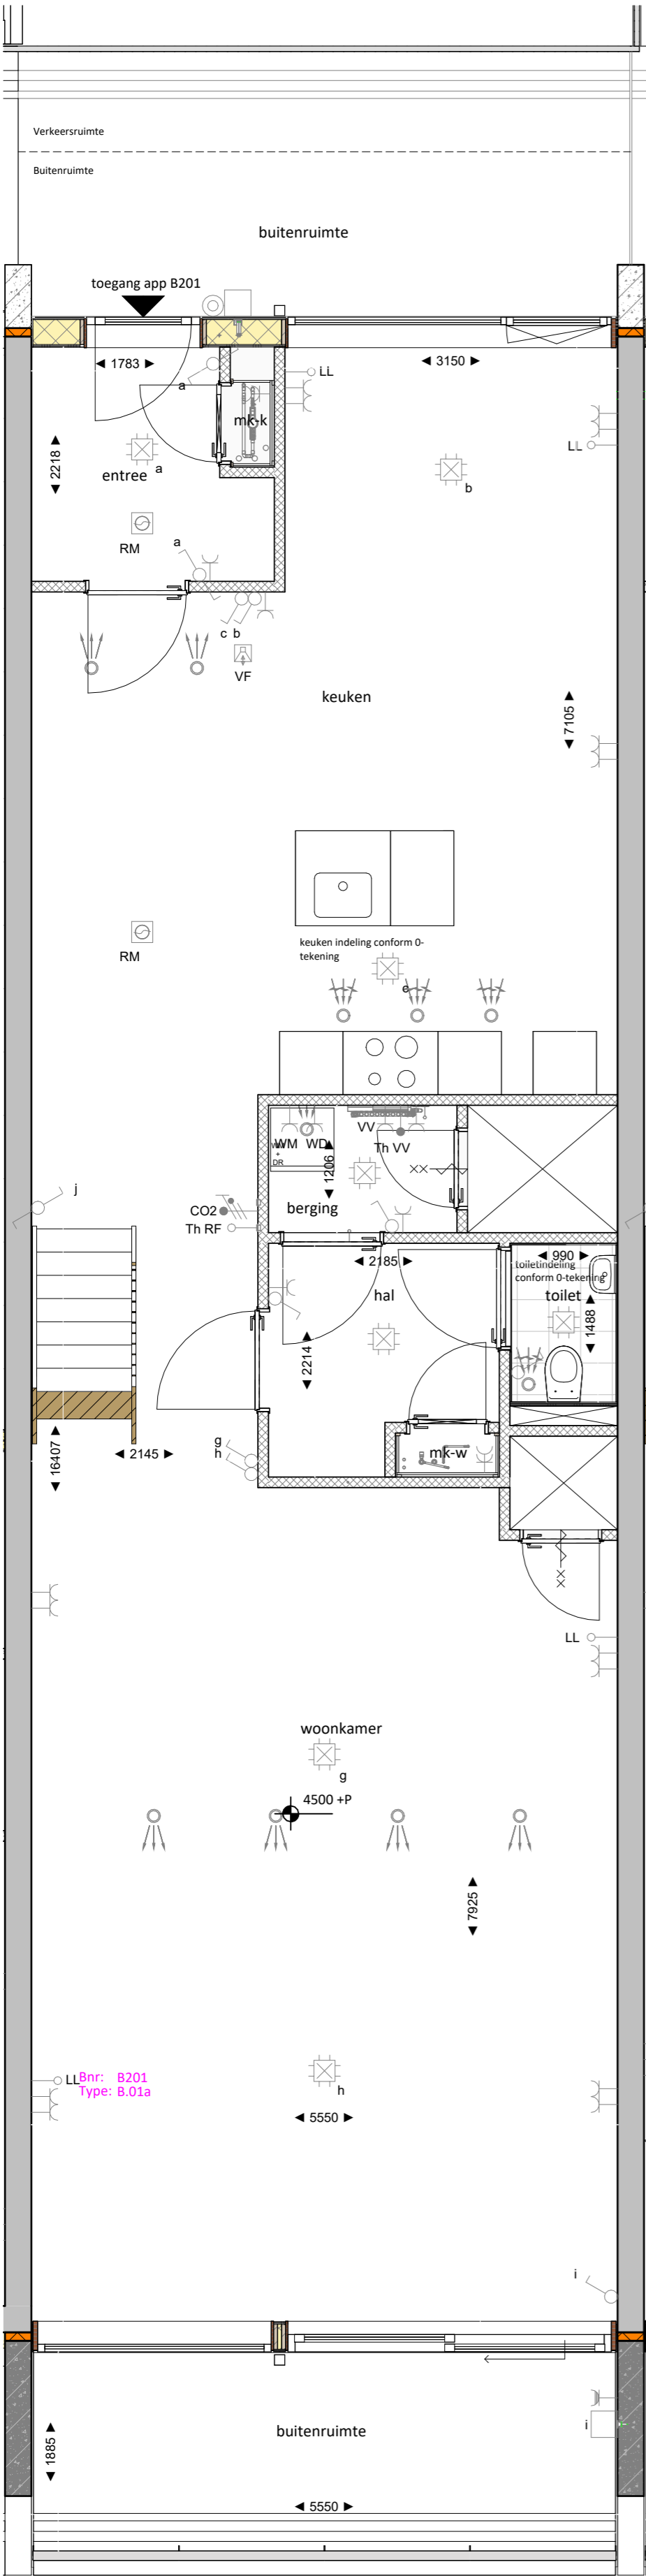 Verkeersruimte
Buitenruimte
buitenruimte
toegang app B201
1783
3150
a
LL
mk-k
LL
2218
entree
a
b
RM
a
c b
VF
keuken
7105
keuken indeling conform 0-
tekening
e
RM
VV
WM WD
Th VV
DR
1206
XX
j
berging
CO2
Th RF
2185
990
toiletindeling
conform 0-tekening
hal
toilet
1488
2214
g
h
16407
2145
mk-w
XX
LL
woonkamer
g
4500 +P
7925
LL
Bnr: B201
Type: B.01a
h
5550
i
i
buitenruimte
1885
5550